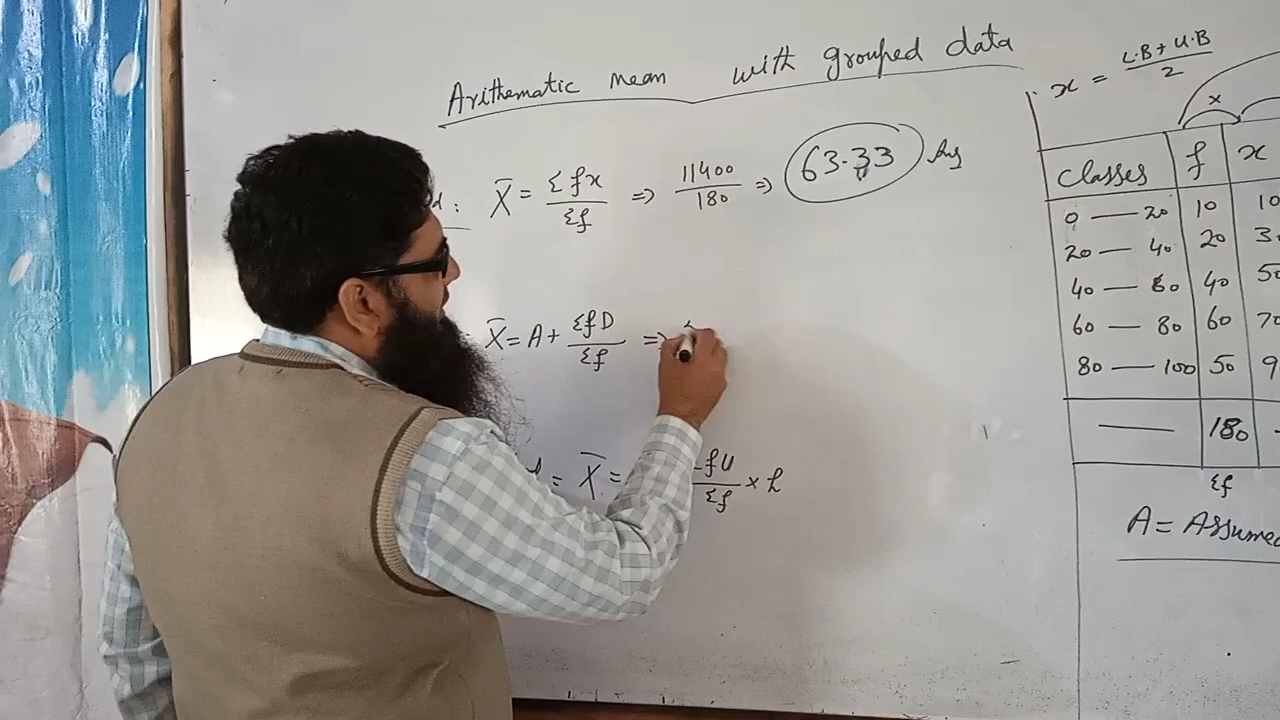 Arithematic mean with grouped data
x = L.B + U.B / 2
x
d: X̄ = Σfx / Σf ⇒ 11400 / 180 ⇒ 63.33 Ans
X̄ = A + ΣfD / Σf ⇒
= X̄ = fU / Σf × h
classes f x
0 — 20 10 10
20 — 40 20 3
40 — 60 40 50
60 — 80 60 70
80 — 100 50 9
— 180
Σf
A = Assumed